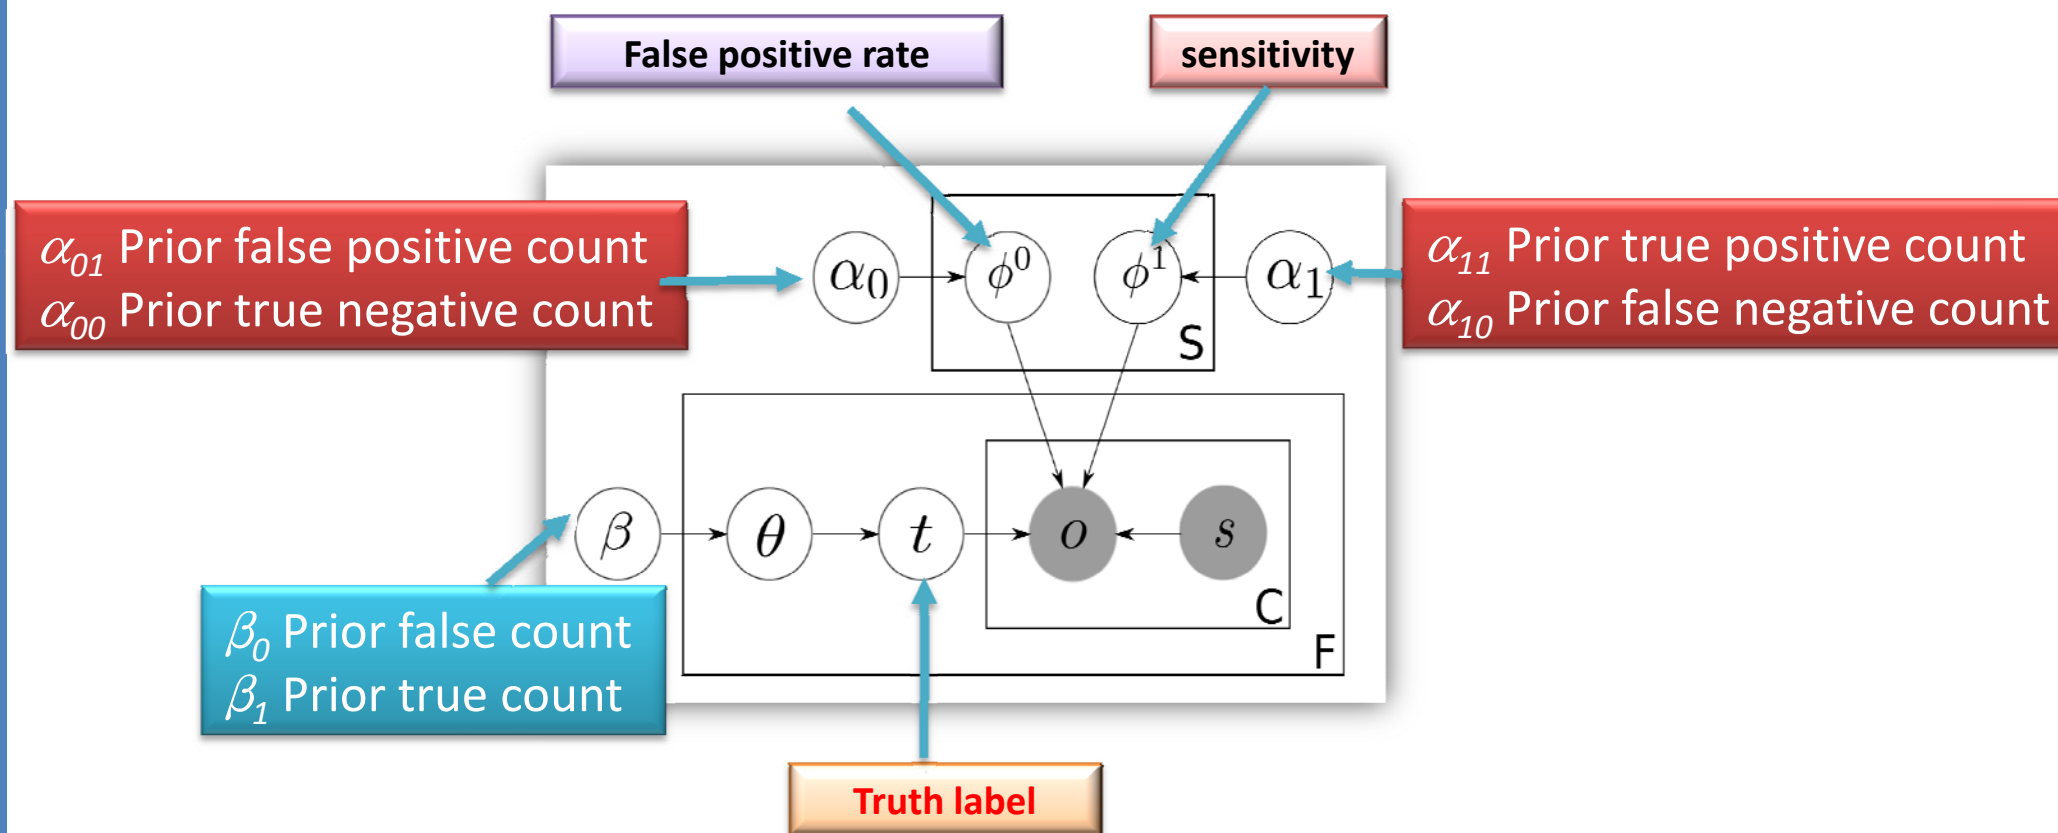 False positive rate
sensitivity
α01 Prior false positive count
α00 Prior true negative count
α11 Prior true positive count
α10 Prior false negative count
α0
ϕ0
ϕ1
α1
S
β
θ
t
o
s
C
F
β0 Prior false count
β1 Prior true count
Truth label